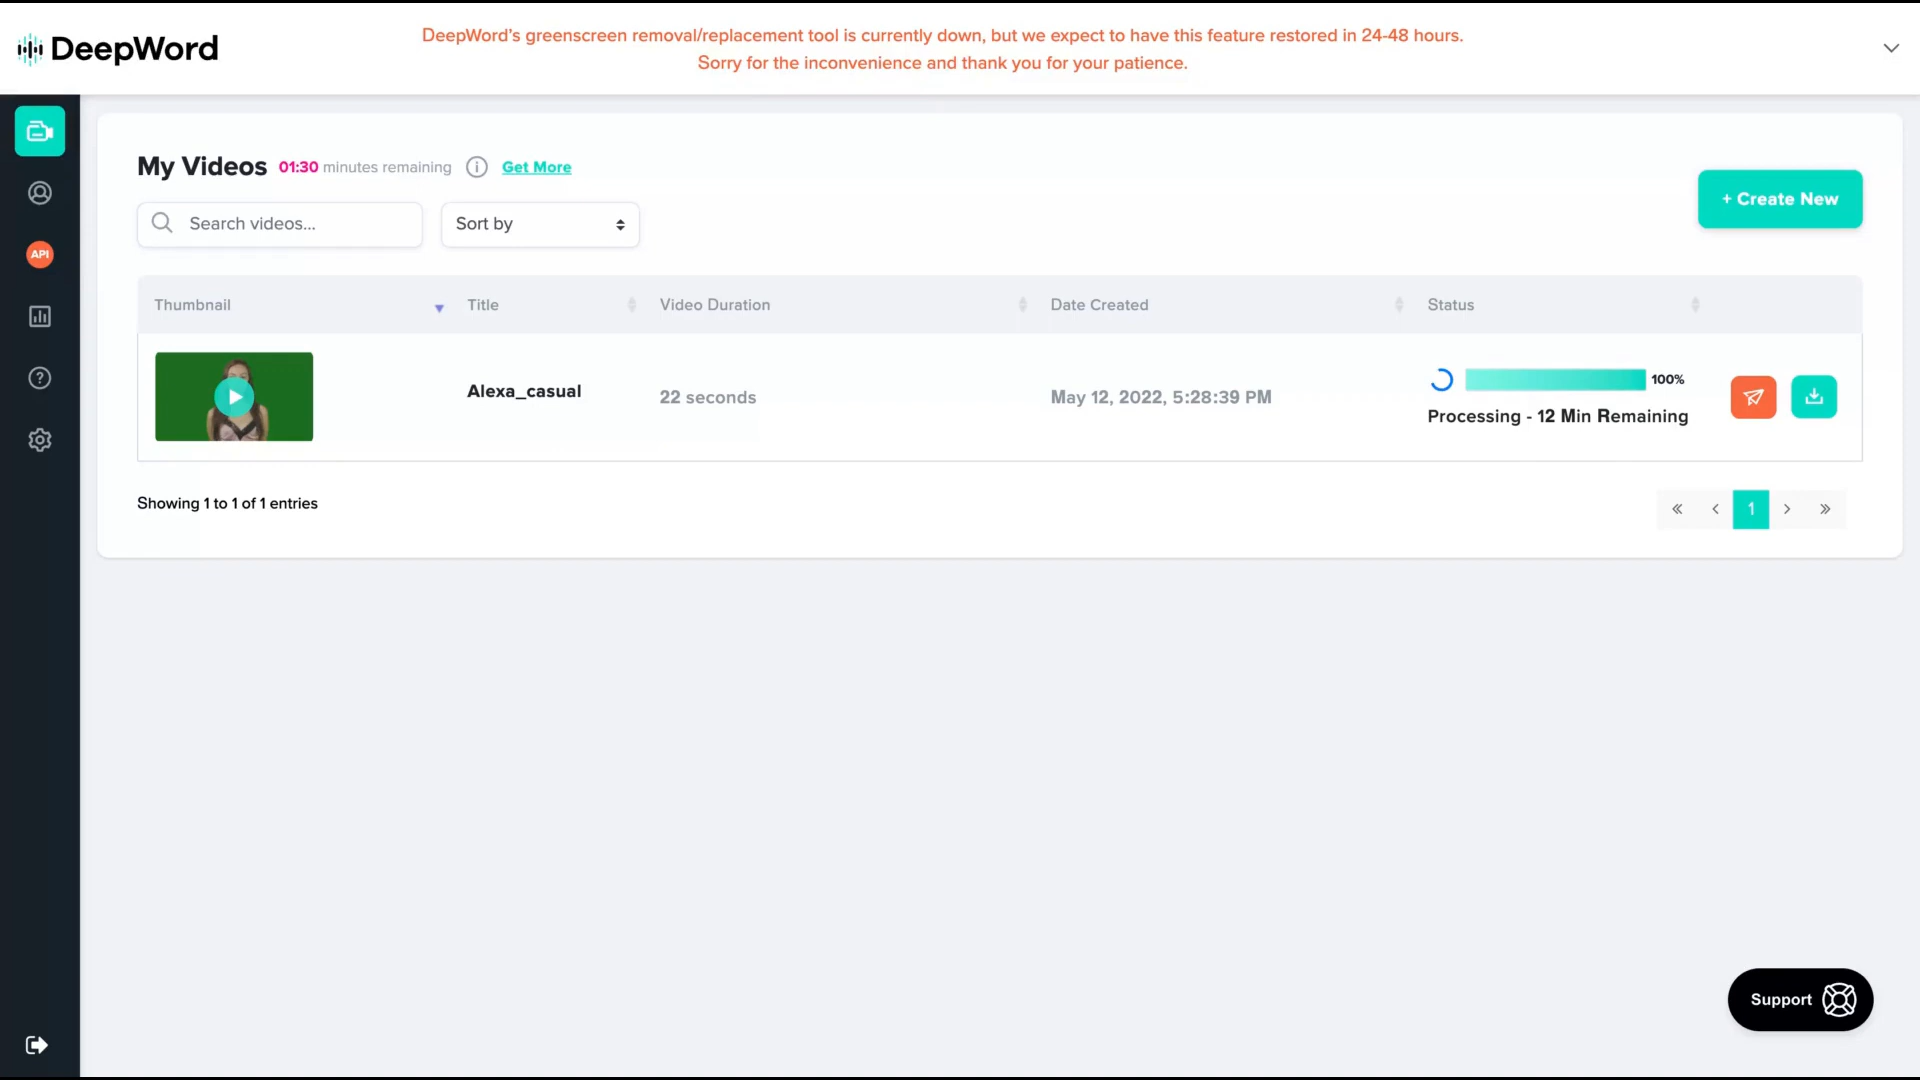 DeepWord
DeepWord's greenscreen removal/replacement tool is currently down, but we expect to have this feature restored in 24-48 hours.
Sorry for the inconvenience and thank you for your patience.
API
My Videos 01:30 minutes remaining i Get More
Search videos...
Sort by
+ Create New
Thumbnail Title Video Duration Date Created Status
Alexa_casual 22 seconds May 12, 2022, 5:28:39 PM
100%
Processing - 12 Min Remaining
Showing 1 to 1 of 1 entries
« ‹ 1 › »
Support